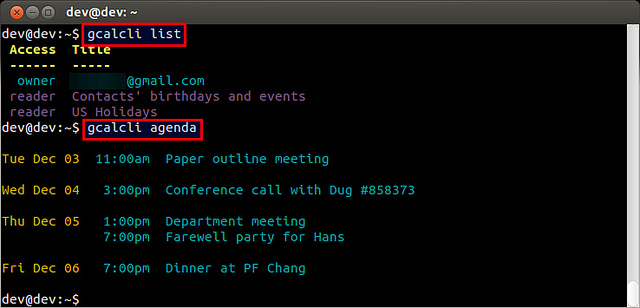 dev@dev: ~
dev@dev:~$ gcalcli list
Access Title
------ -----
owner @gmail.com
reader Contacts' birthdays and events
reader US Holidays
dev@dev:~$ gcalcli agenda
Tue Dec 03 11:00am Paper outline meeting
Wed Dec 04 3:00pm Conference call with Dug #858373
Thu Dec 05 1:00pm Department meeting
7:00pm Farewell party for Hans
Fri Dec 06 7:00pm Dinner at PF Chang
dev@dev:~$